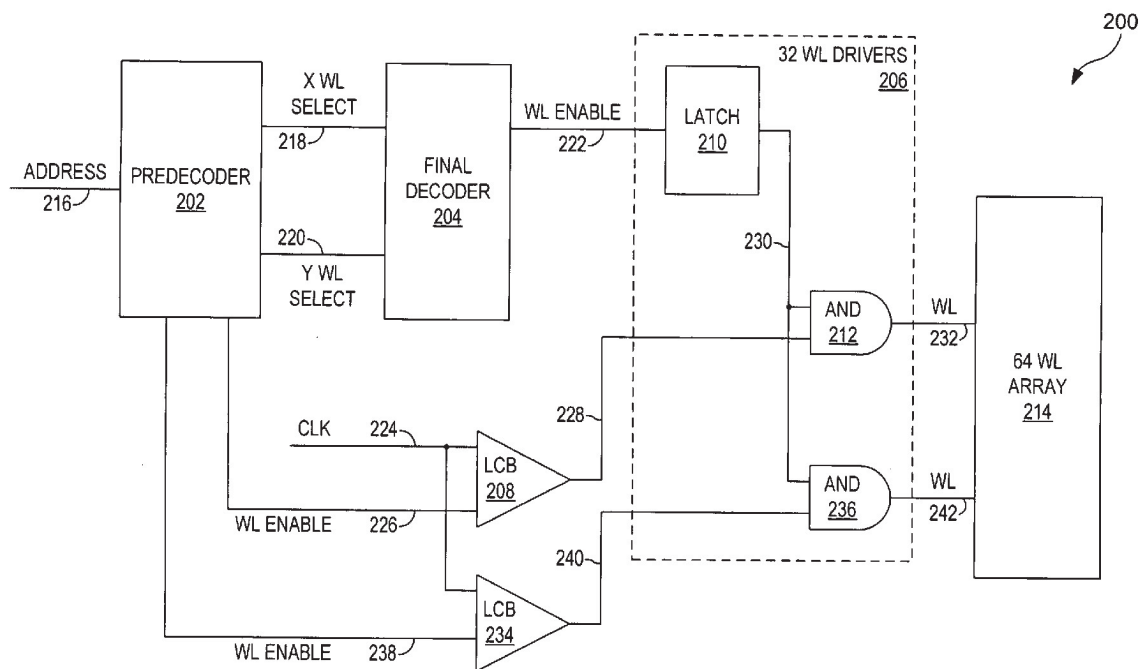 200
32 WL DRIVERS
206
X WL
SELECT
218
WL ENABLE
222
LATCH
210
ADDRESS
216
PREDECODER
202
FINAL
DECODER
204
220
Y WL
SELECT
230
AND
212
WL
232
64 WL
ARRAY
214
228
CLK
224
LCB
208
WL ENABLE
226
AND
236
WL
242
240
LCB
234
WL ENABLE
238